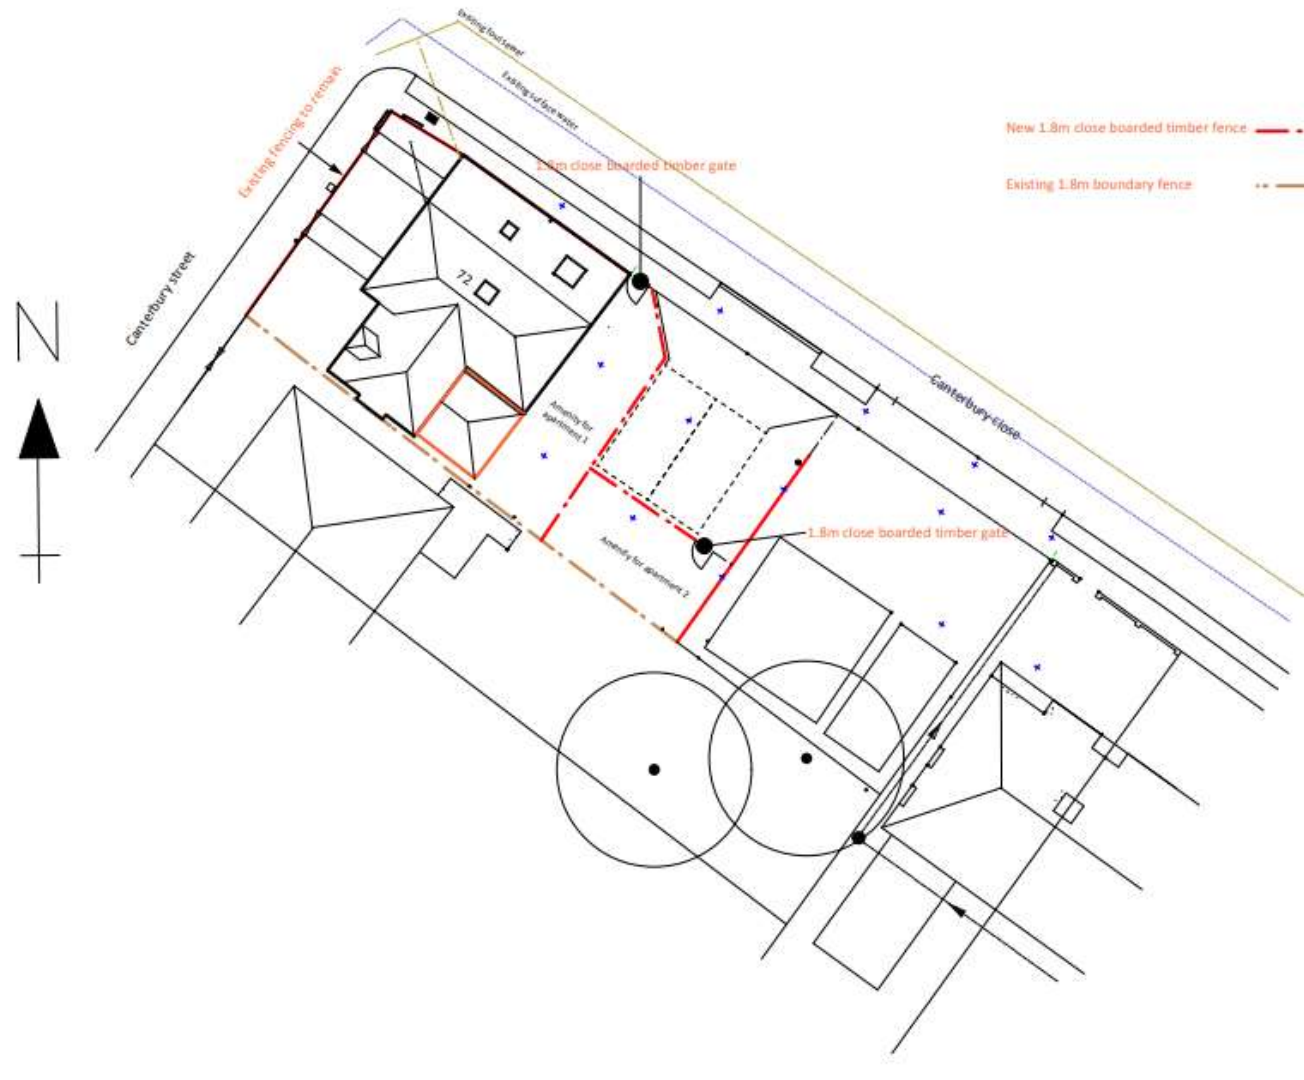 Existing foul sewer
Existing surface water
Existing fencing to remain
New 1.8m close boarded timber fence
1.8m close boarded timber gate
Existing 1.8m boundary fence
72
Canterbury street
N
Canterbury close
Amenity for
apartment 1
1.8m close boarded timber gate
Amenity for apartment 2